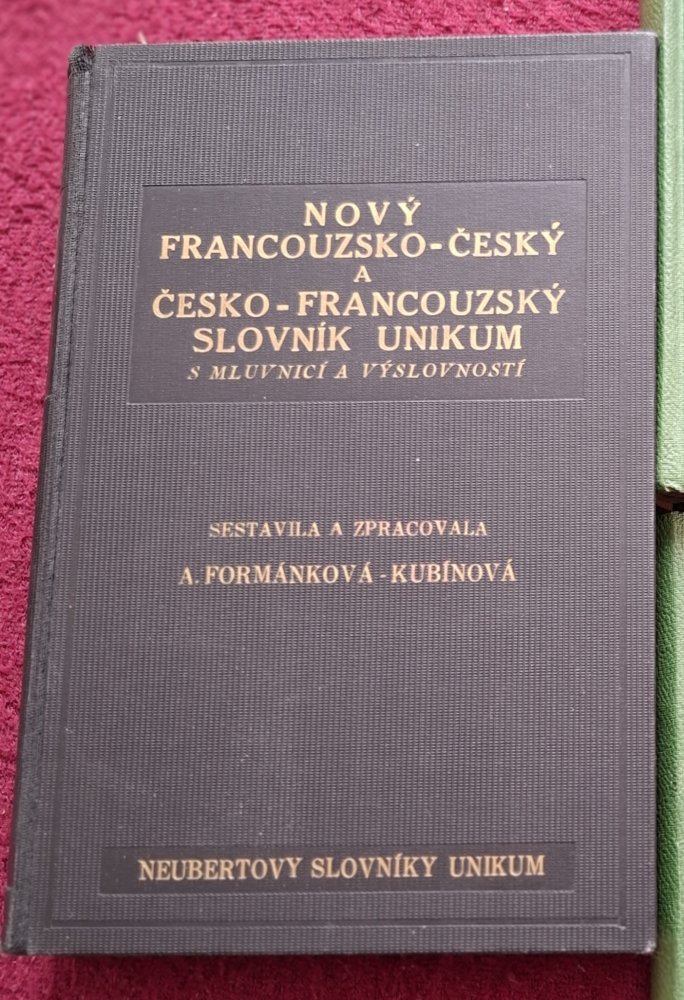 NOVÝ
FRANCOUZSKO-ČESKÝ
A
ČESKO-FRANCOUZSKÝ
SLOVNÍK UNIKUM
S MLUVNICÍ A VÝSLOVNOSTÍ
SESTAVILA A ZPRACOVALA
A. FORMÁNKOVÁ-KUBÍNOVÁ
NEUBERTOVY SLOVNÍKY UNIKUM